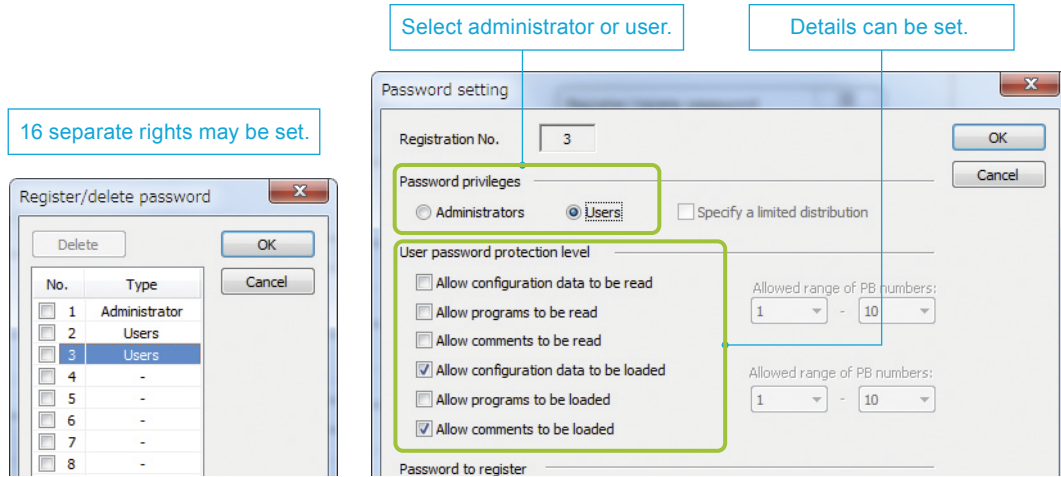 Select administrator or user.
Details can be set.
16 separate rights may be set.
Register/delete password
Delete
OK
Cancel
No. Type
1 Administrator
2 Users
3 Users
4 -
5 -
6 -
7 -
8 -
Password setting
Registration No. 3
OK
Cancel
Password privileges
Administrators Users Specify a limited distribution
User password protection level
Allow configuration data to be read
Allowed range of PB numbers:
Allow programs to be read
1 - 10
Allow comments to be read
Allow configuration data to be loaded
Allowed range of PB numbers:
Allow programs to be loaded
1 - 10
Allow comments to be loaded
Password to register